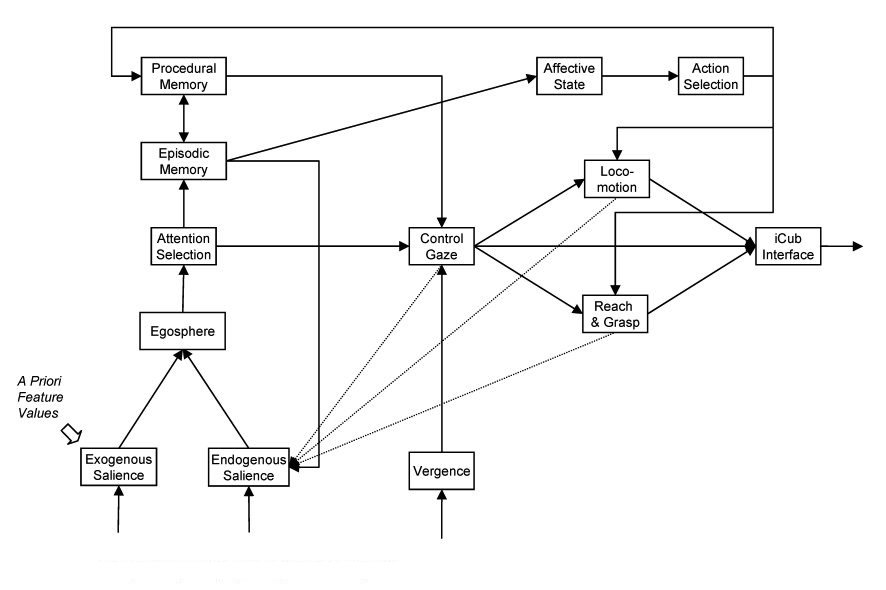 Procedural
Memory
Affective
State
Action
Selection
Episodic
Memory
Loco-
motion
Attention
Selection
Control
Gaze
iCub
Interface
Egosphere
Reach
& Grasp
A Priori
Feature
Values
Exogenous
Salience
Endogenous
Salience
Vergence